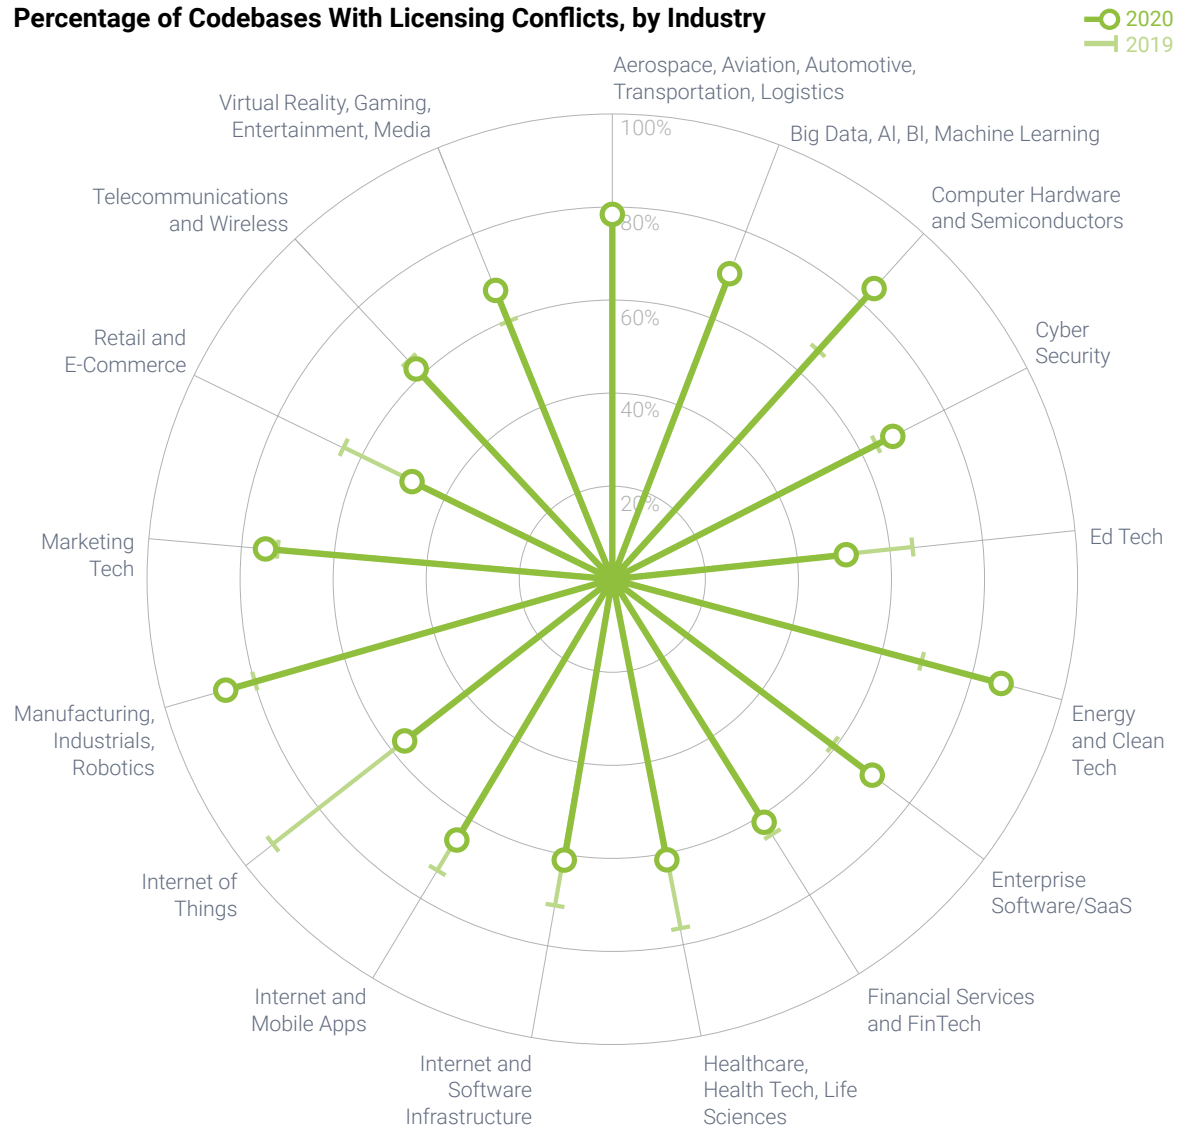 Percentage of Codebases With Licensing Conflicts, by Industry
2020
2019
Aerospace, Aviation, Automotive,
Transportation, Logistics
Big Data, AI, BI, Machine Learning
Computer Hardware
and Semiconductors
Cyber
Security
Ed Tech
Energy
and Clean
Tech
Enterprise
Software/SaaS
Financial Services
and FinTech
Healthcare,
Health Tech, Life
Sciences
Internet and
Software
Infrastructure
Internet and
Mobile Apps
Internet of
Things
Manufacturing,
Industrials,
Robotics
Marketing
Tech
Retail and
E-Commerce
Telecommunications
and Wireless
Virtual Reality, Gaming,
Entertainment, Media
100%
80%
60%
40%
20%